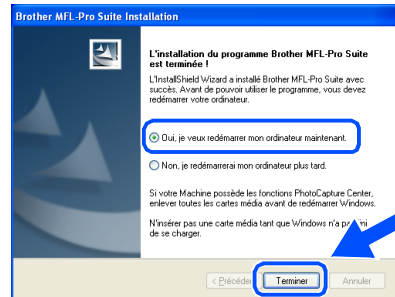 Brother MFL-Pro Suite Installation
L'installation du programme Brother MFL-Pro Suite
est terminée !
L'InstallShield Wizard a installé Brother MFL-Pro Suite avec
succès. Avant de pouvoir utiliser le programme, vous devez
redémarrer votre ordinateur.
Oui, je veux redémarrer mon ordinateur maintenant.
Non, je redémarrerai mon ordinateur plus tard.
Si votre Machine possède les fonctions PhotoCapture Center,
enlever toutes les cartes média avant de redémarrer Windows.
N'insérer pas une carte média tant que Windows n'a
de se charger.
< Précéden Terminer Annuler